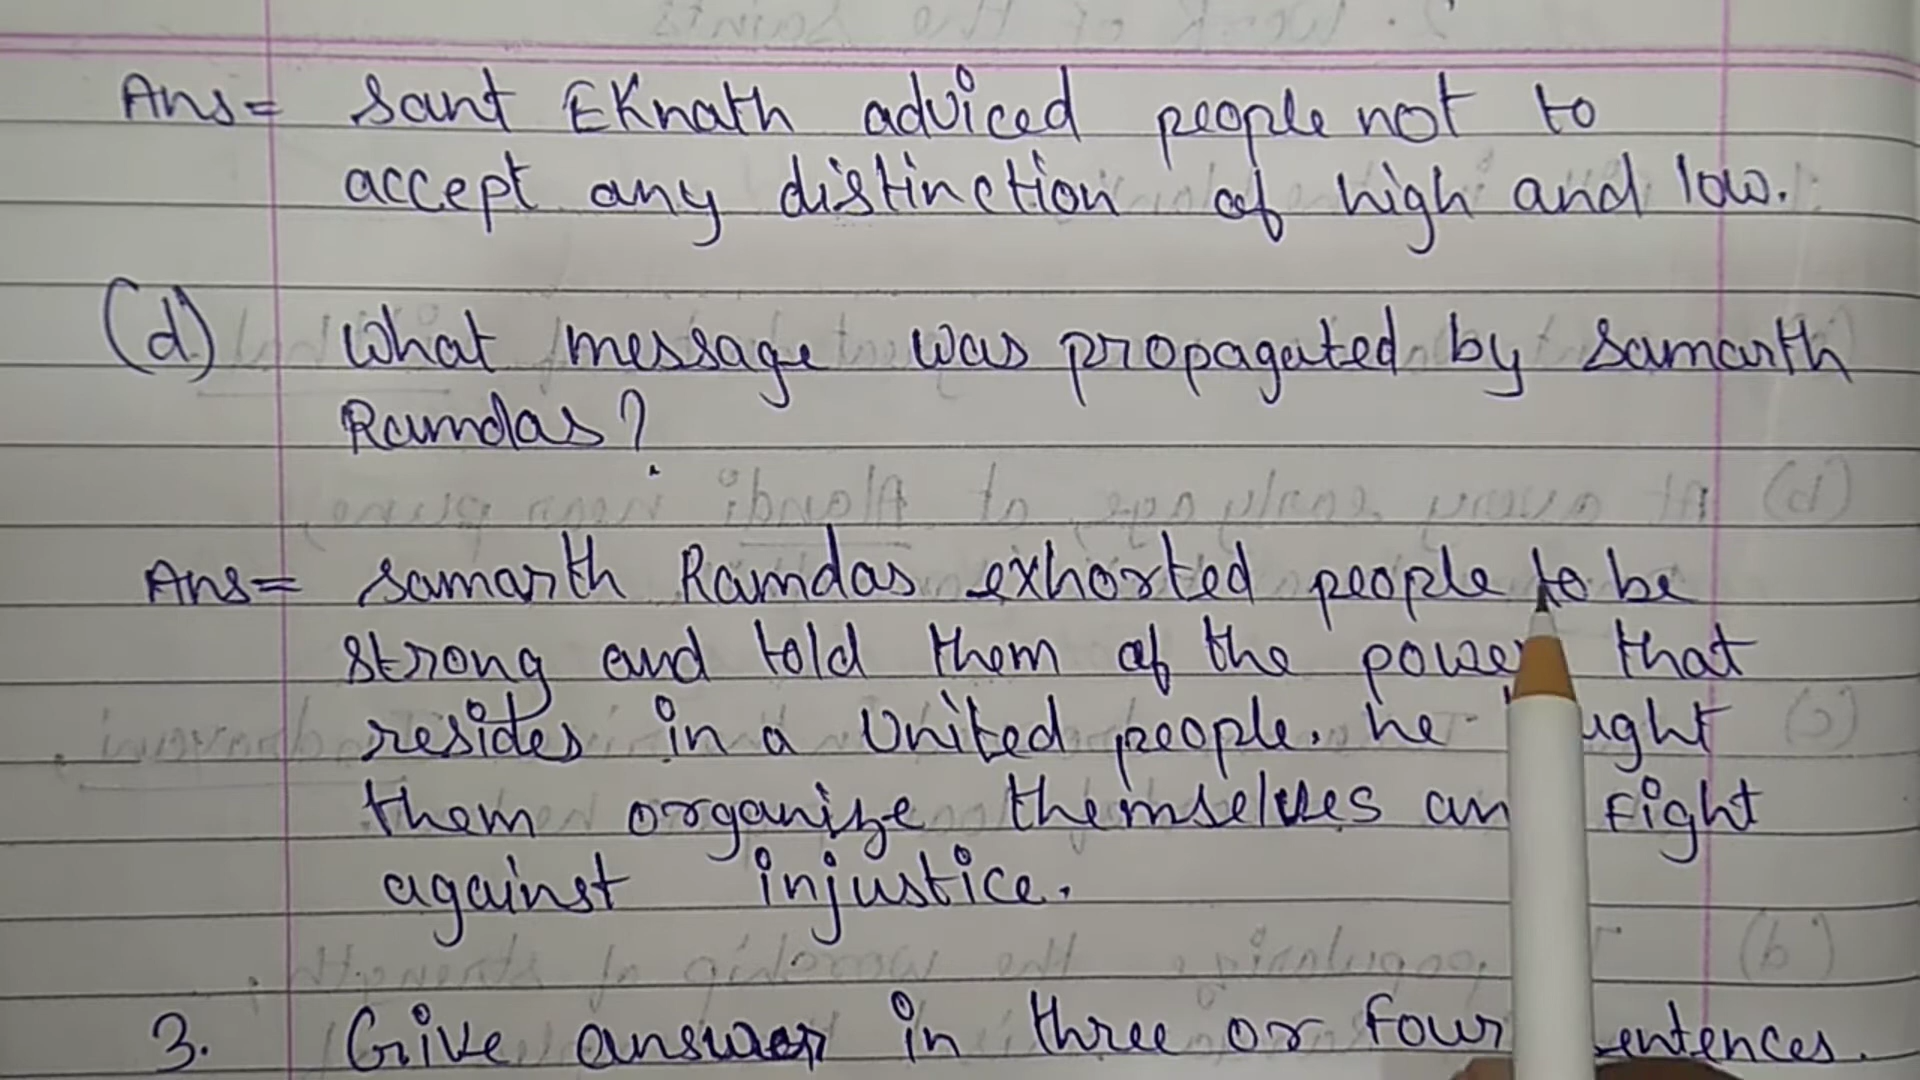 Ans= Sant EKnath adviced people not to
accept any distinction of high and low.
(d) What message was propagated by Samarth
Ramdas?
Ans= Samarth Ramdas exhorted people to be
strong and told them of the power that
resides in a United people. he ught
them organize themselves an Fight
against injustice.
3. Give answer in three or four entences.